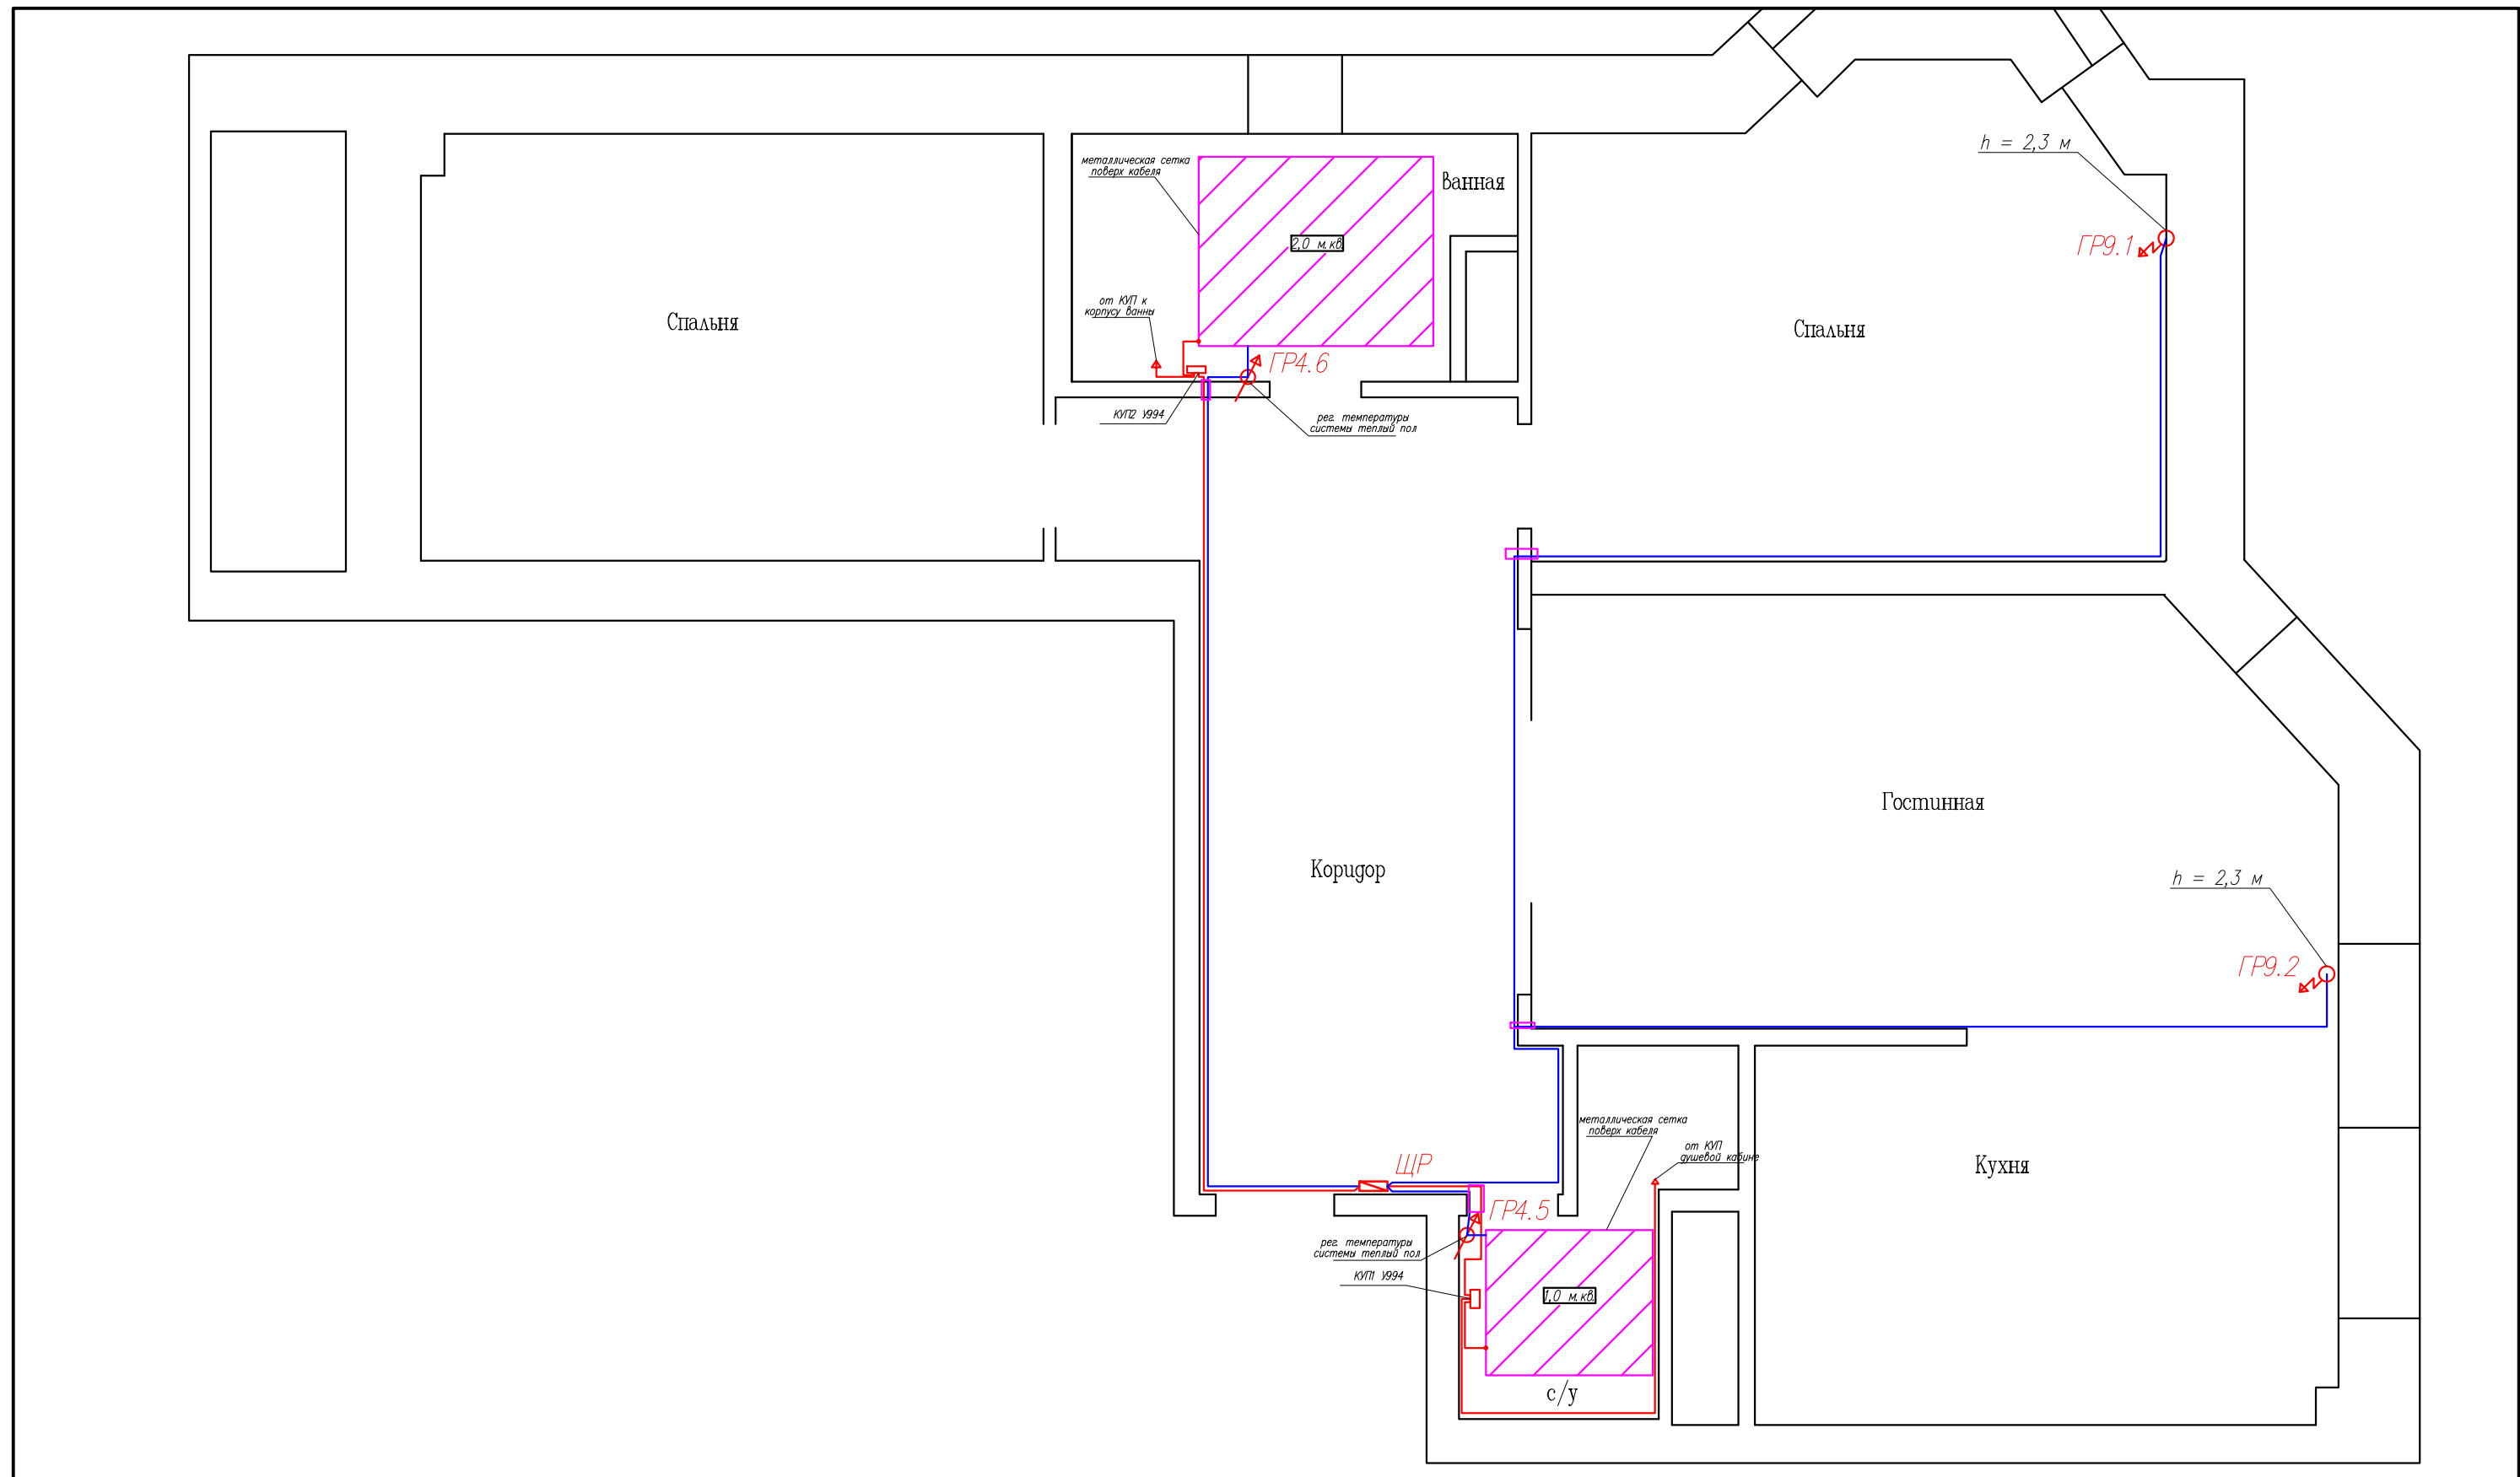 h = 2,3 м
металлическая сетка
поверх кабеля
Ванная
2,0 м.кв.
ГР9.1
от КУП к
корпусу ванны
Спальня
Спальня
ГР4.6
КУП2 У994
рег. температуры
системы теплый пол
Гостинная
Коридор
h = 2,3 м
ГР9.2
металлическая сетка
поверх кабеля
от КУП
душевой кабине
ЩР
Кухня
ГР4.5
рег. температуры
системы теплый пол
КУП1 У994
1,0 м.кв.
с/у